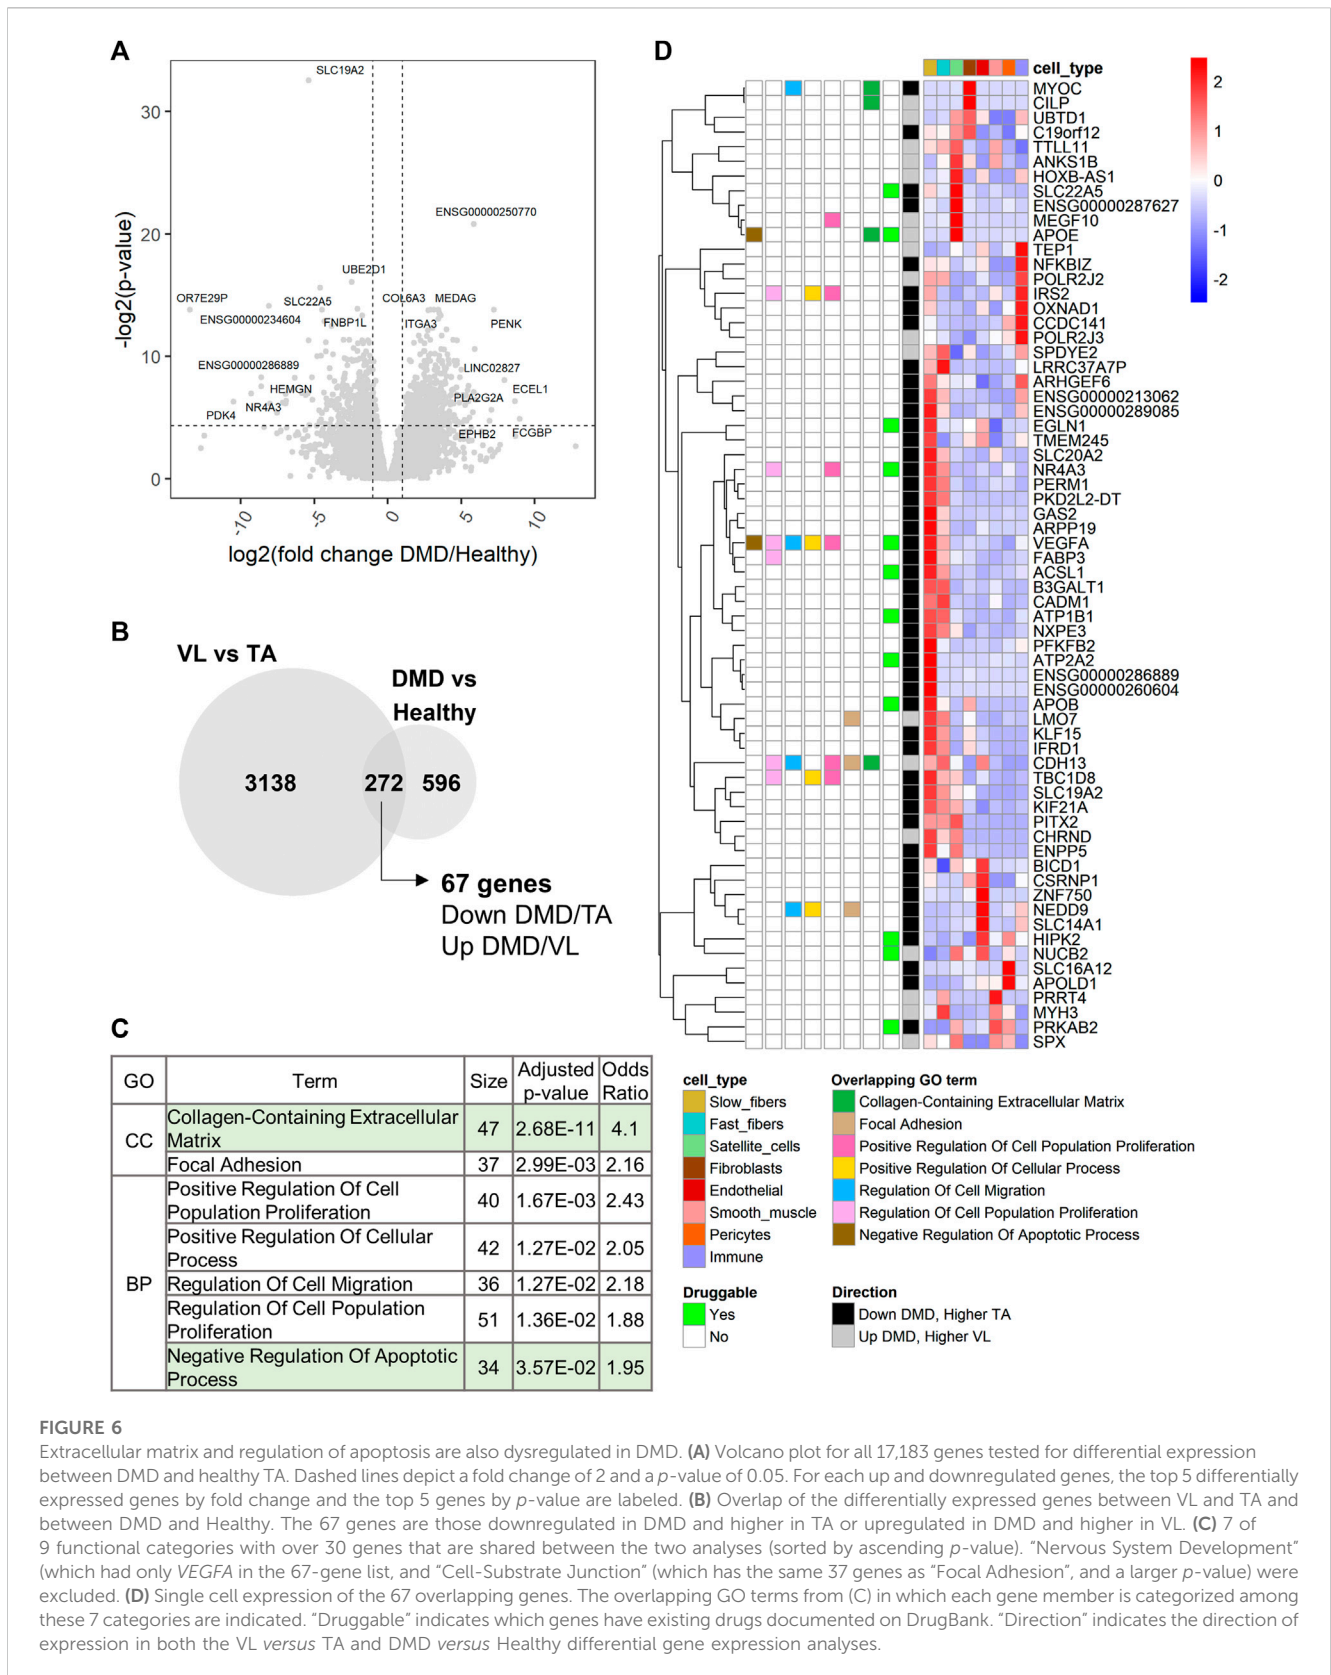 A
SLC19A2
ENSG00000250770
UBE2D1
OR7E29P
SLC22A5
COL6A3
MEDAG
ENSG00000234604
FNBP1L
ITGA3
PENK
ENSG00000286889
LINC02827
HEMGN
ECEL1
PDK4
NR4A3
PLA2G2A
EPHB2
FCGBP
30
20
10
0
-10
-5
0
5
10
-log2(p-value)
log2(fold change DMD/Healthy)
B
VL vs TA
DMD vs
Healthy
3138
272
596
67 genes
Down DMD/TA
Up DMD/VL
C
GO Term Size Adjusted p-value Odds Ratio
CC
Collagen-Containing Extracellular
Matrix 47 2.68E-11 4.1
Focal Adhesion 37 2.99E-03 2.16
BP
Positive Regulation Of Cell
Population Proliferation 40 1.67E-03 2.43
Positive Regulation Of Cellular
Process 42 1.27E-02 2.05
Regulation Of Cell Migration 36 1.27E-02 2.18
Regulation Of Cell Population
Proliferation 51 1.36E-02 1.88
Negative Regulation Of Apoptotic
Process 34 3.57E-02 1.95
D
cell_type
MYOC
CILP
UBTD1
C19orf12
TTLL11
ANKS1B
HOXB-AS1
SLC22A5
ENSG00000287627
MEGF10
APOE
TEP1
NFKBIZ
POLR2J2
IRS2
OXNAD1
CCDC141
POLR2J3
SPDYE2
LRRC37A7P
ARHGEF6
ENSG00000213062
ENSG00000289085
EGLN1
TMEM245
SLC20A2
NR4A3
PERM1
PKD2L2-DT
GAS2
ARPP19
VEGFA
FABP3
ACSL1
B3GALT1
CADM1
ATP1B1
NXPE3
PFKFB2
ATP2A2
ENSG00000286889
ENSG00000260604
APOB
LMO7
KLF15
IFRD1
CDH13
TBC1D8
SLC19A2
KIF21A
PITX2
CHRND
ENPP5
BICD1
CSRNP1
ZNF750
NEDD9
SLC14A1
HIPK2
NUCB2
SLC16A12
APOLD1
PRRT4
MYH3
PRKAB2
SPX
2
1
0
-1
-2
cell_type
Slow_fibers
Fast_fibers
Satellite_cells
Fibroblasts
Endothelial
Smooth_muscle
Pericytes
Immune
Overlapping GO term
Collagen-Containing Extracellular Matrix
Focal Adhesion
Positive Regulation Of Cell Population Proliferation
Positive Regulation Of Cellular Process
Regulation Of Cell Migration
Regulation Of Cell Population Proliferation
Negative Regulation Of Apoptotic Process
Druggable
Yes
No
Direction
Down DMD, Higher TA
Up DMD, Higher VL
FIGURE 6
Extracellular matrix and regulation of apoptosis are also dysregulated in DMD. (A) Volcano plot for all 17,183 genes tested for differential expression
between DMD and healthy TA. Dashed lines depict a fold change of 2 and a p-value of 0.05. For each up and downregulated genes, the top 5 differentially
expressed genes by fold change and the top 5 genes by p-value are labeled. (B) Overlap of the differentially expressed genes between VL and TA and
between DMD and Healthy. The 67 genes are those downregulated in DMD and higher in TA or upregulated in DMD and higher in VL. (C) 7 of
9 functional categories with over 30 genes that are shared between the two analyses (sorted by ascending p-value). "Nervous System Development"
(which had only VEGFA in the 67-gene list, and "Cell-Substrate Junction" (which has the same 37 genes as "Focal Adhesion", and a larger p-value) were
excluded. (D) Single cell expression of the 67 overlapping genes. The overlapping GO terms from (C) in which each gene member is categorized among
these 7 categories are indicated. "Druggable" indicates which genes have existing drugs documented on DrugBank. "Direction" indicates the direction of
expression in both the VL versus TA and DMD versus Healthy differential gene expression analyses.